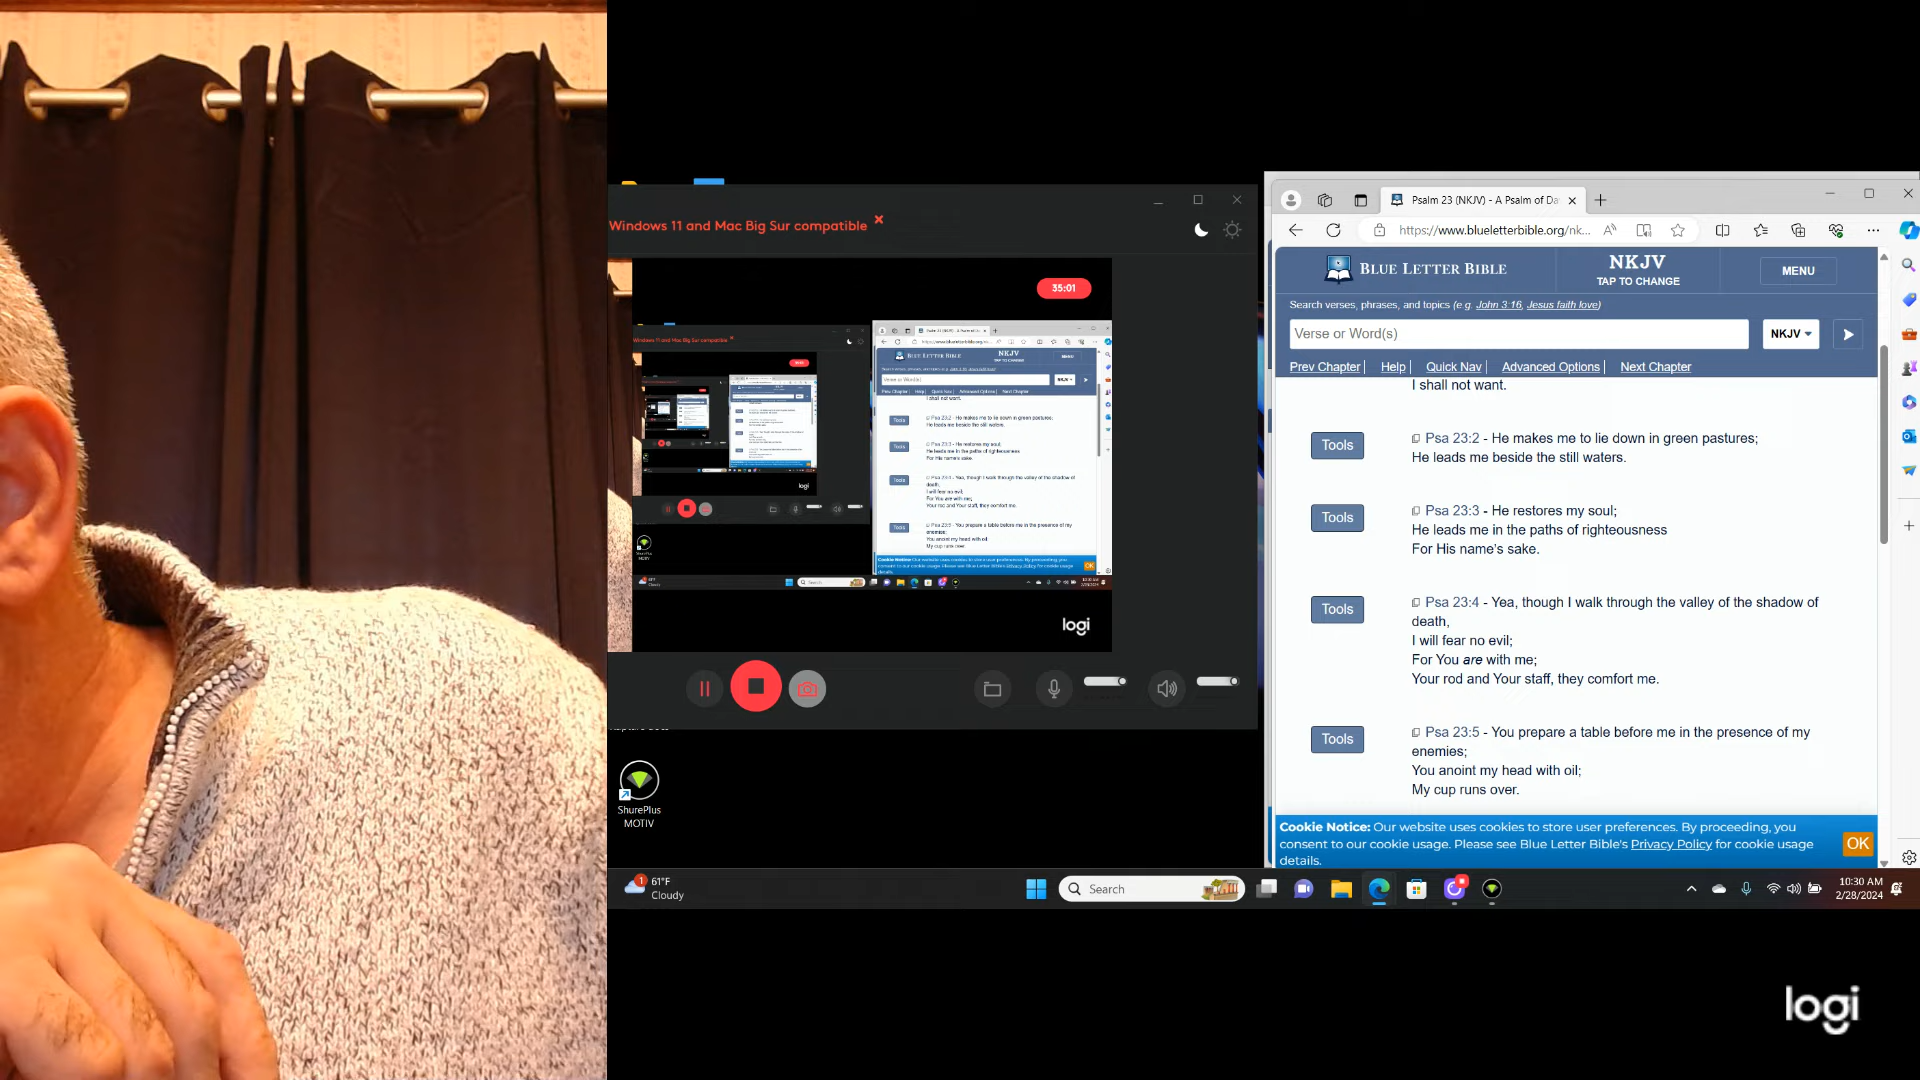 Windows 11 and Mac Big Sur compatible
35:01
logi
ShurePlus
MOTIV
Psalm 23 (NKJV) - A Psalm of Da
https://www.blueletterbible.org/nk...
BLUE LETTER BIBLE
NKJV
TAP TO CHANGE
MENU
Search verses, phrases, and topics (e.g. John 3:16, Jesus faith love)
Verse or Word(s)
NKJV
Prev Chapter
Help
Quick Nav
Advanced Options
Next Chapter
I shall not want.
Tools
Psa 23:2 - He makes me to lie down in green pastures;
He leads me beside the still waters.
Tools
Psa 23:3 - He restores my soul;
He leads me in the paths of righteousness
For His name's sake.
Tools
Psa 23:4 - Yea, though I walk through the valley of the shadow of
death,
I will fear no evil;
For You are with me;
Your rod and Your staff, they comfort me.
Tools
Psa 23:5 - You prepare a table before me in the presence of my
enemies;
You anoint my head with oil;
My cup runs over.
Cookie Notice: Our website uses cookies to store user preferences. By proceeding, you
consent to our cookie usage. Please see Blue Letter Bible's Privacy Policy for cookie usage
details.
OK
1
61°F
Cloudy
Search
10:30 AM
2/28/2024
logi